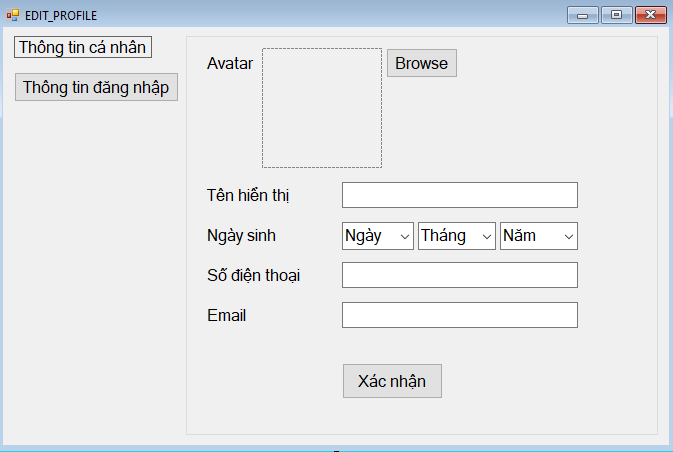 EDIT_PROFILE
Thông tin cá nhân
Thông tin đăng nhập
Avatar
Browse
Tên hiển thị
Ngày sinh
Ngày Tháng Năm
Số điện thoại
Email
Xác nhận